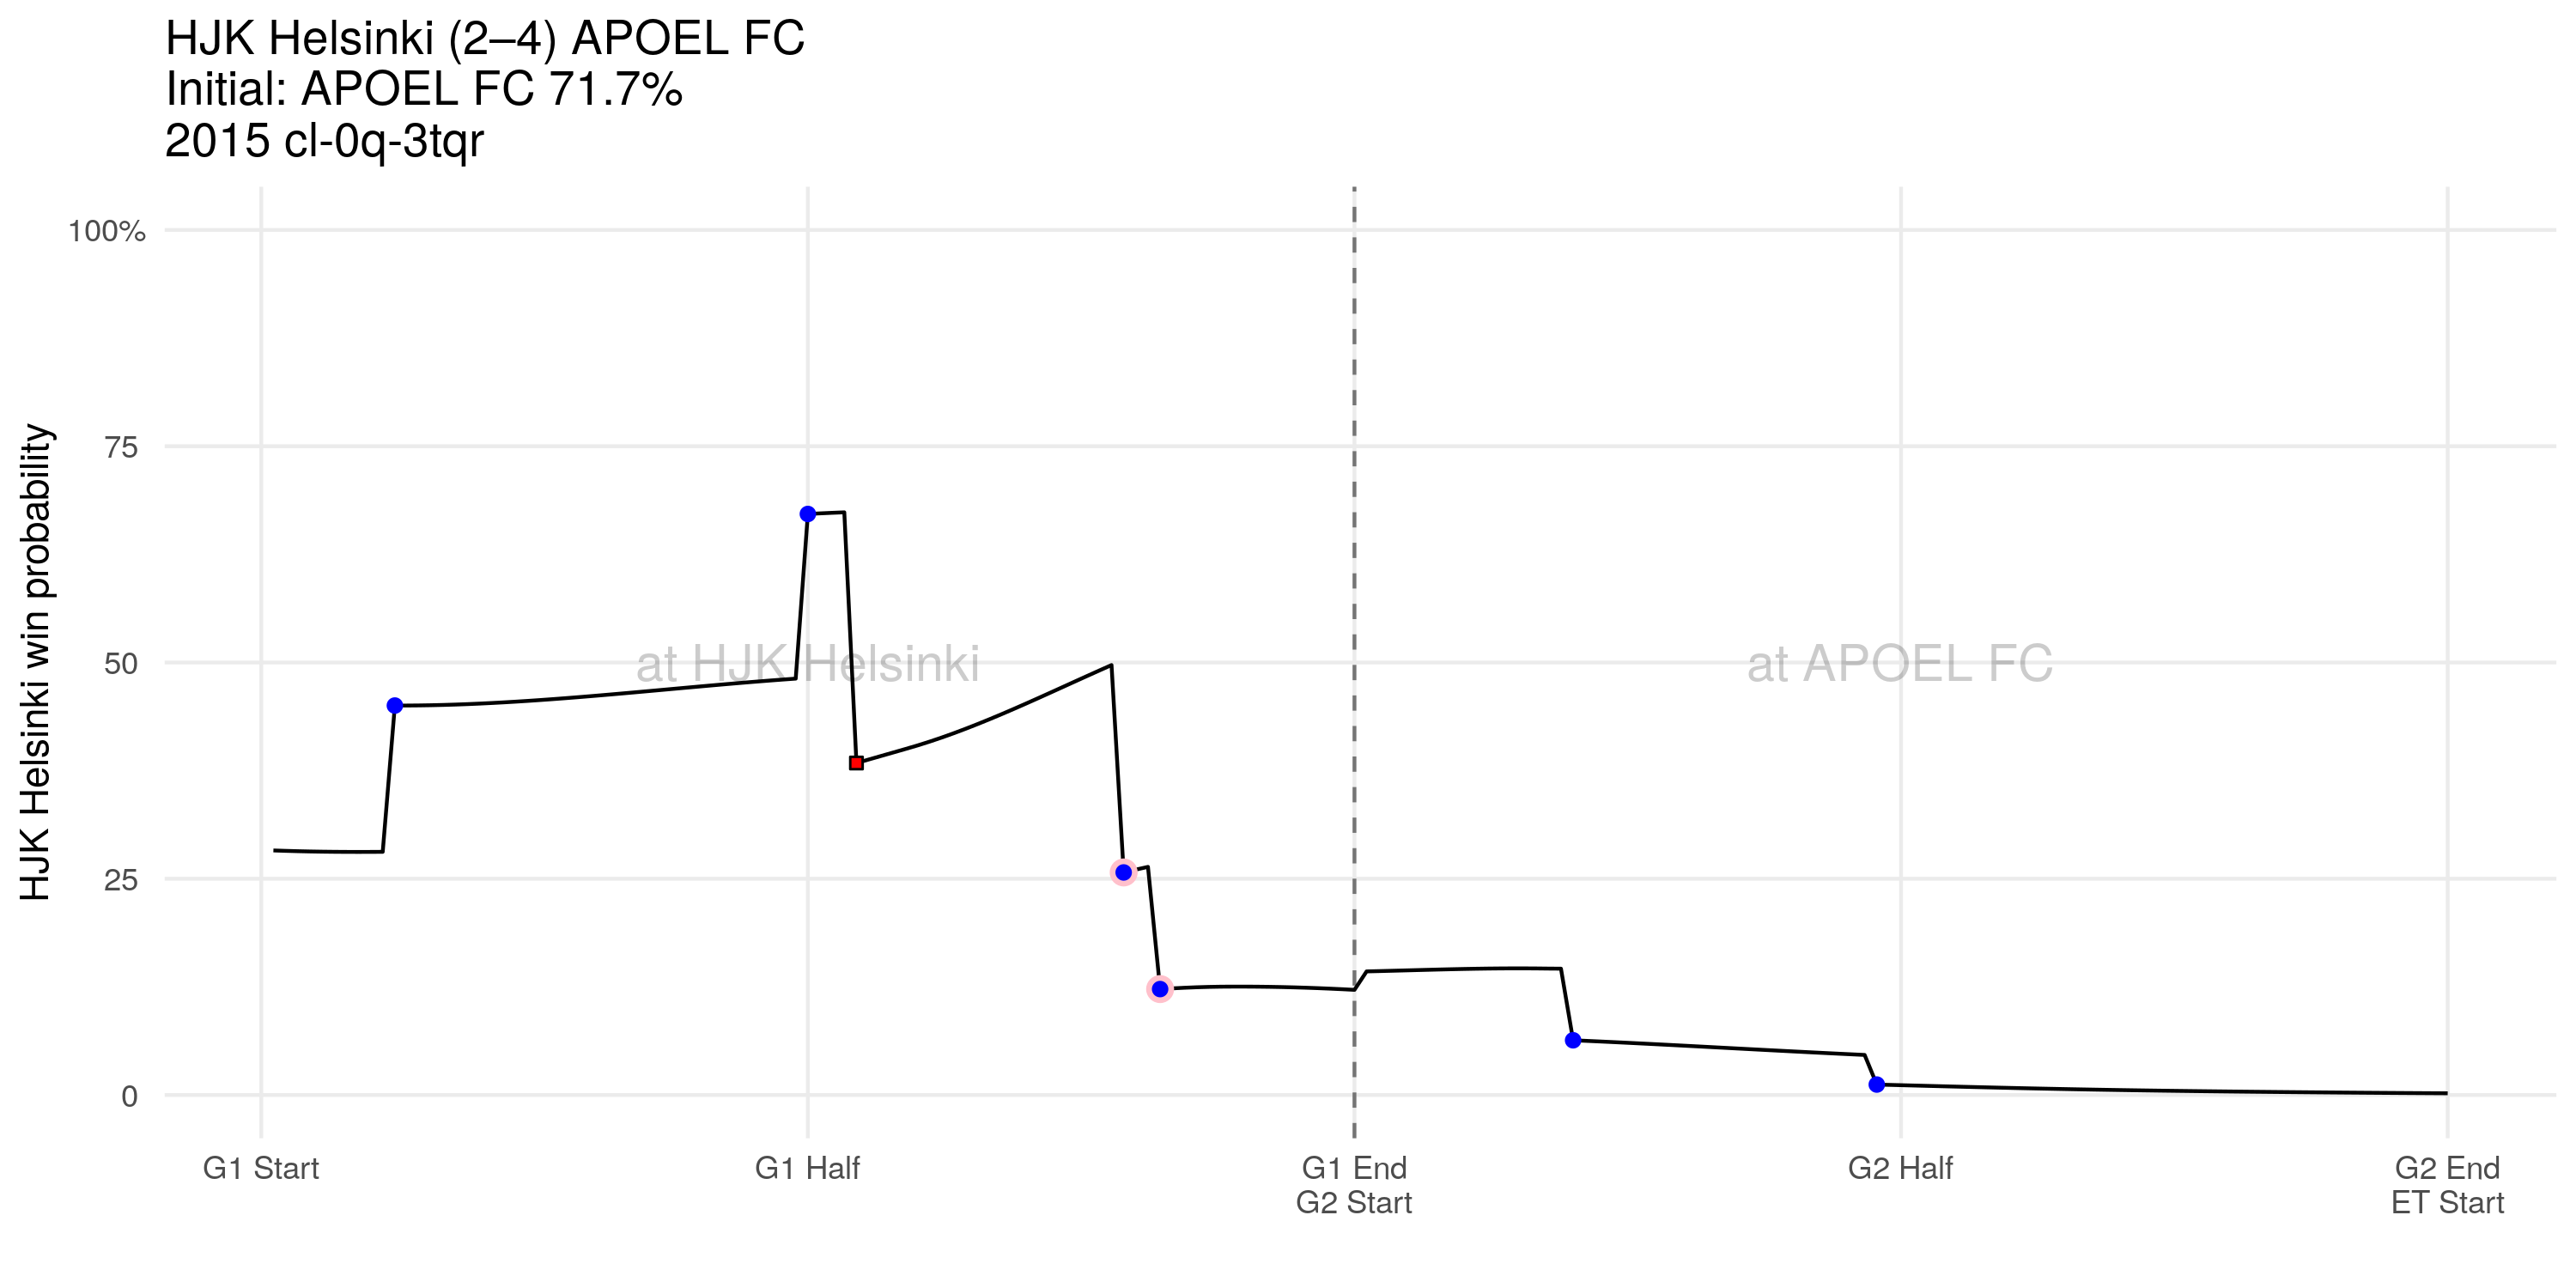 HJK Helsinki (2–4) APOEL FC
Initial: APOEL FC 71.7%
2015 cl-0q-3tqr
HJK Helsinki win probability
100%
75
50
25
0
at HJK Helsinki
at APOEL FC
G1 Start
G1 Half
G1 End
G2 Start
G2 Half
G2 End
ET Start